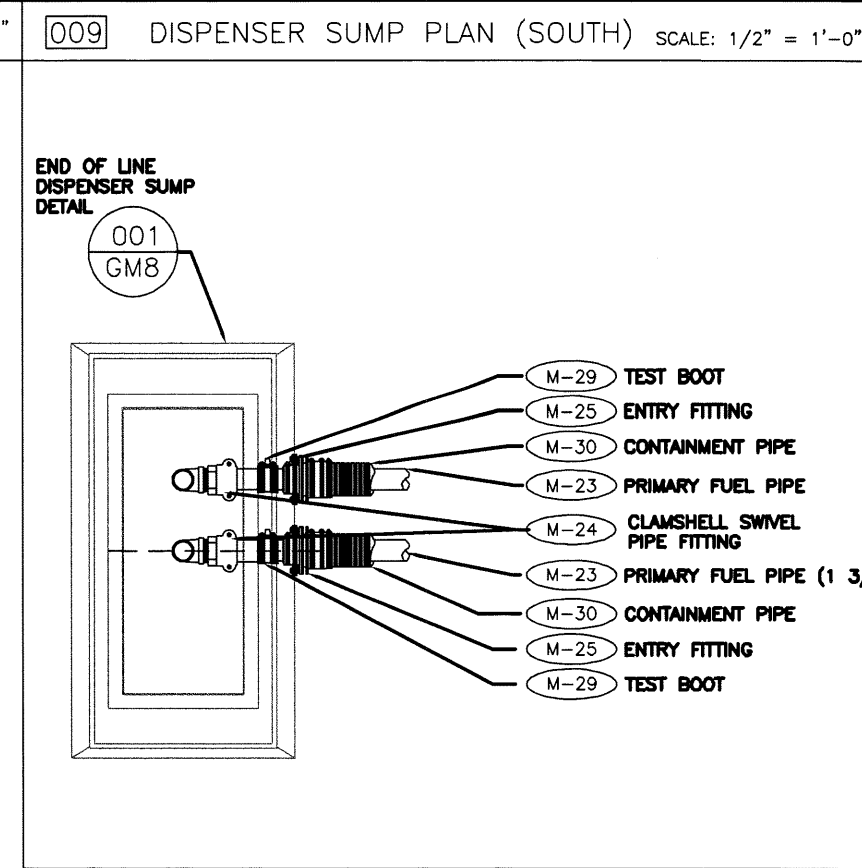 "
009 DISPENSER SUMP PLAN (SOUTH) SCALE: 1/2" = 1'-0"
END OF LINE
DISPENSER SUMP
DETAIL
001
GM8
M-29 TEST BOOT
M-25 ENTRY FITTING
M-30 CONTAINMENT PIPE
M-23 PRIMARY FUEL PIPE
M-24 CLAMSHELL SWIVEL
PIPE FITTING
M-23 PRIMARY FUEL PIPE (1 3/
M-30 CONTAINMENT PIPE
M-25 ENTRY FITTING
M-29 TEST BOOT